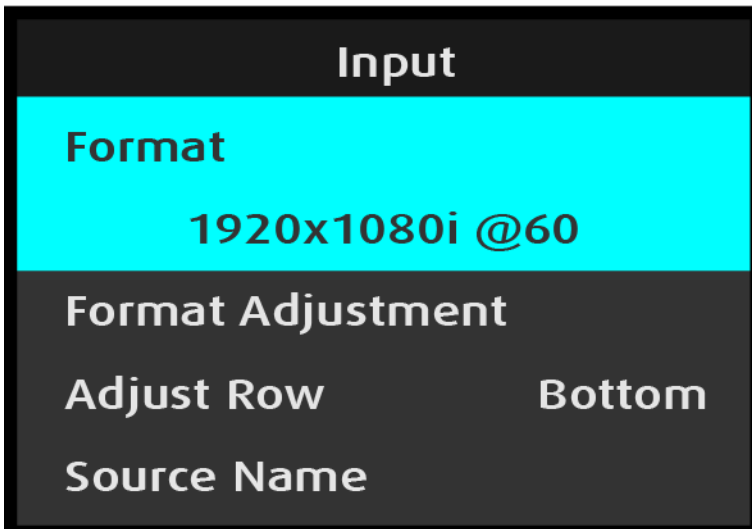 Input
Format
1920x1080i @60
Format Adjustment
Adjust Row Bottom
Source Name